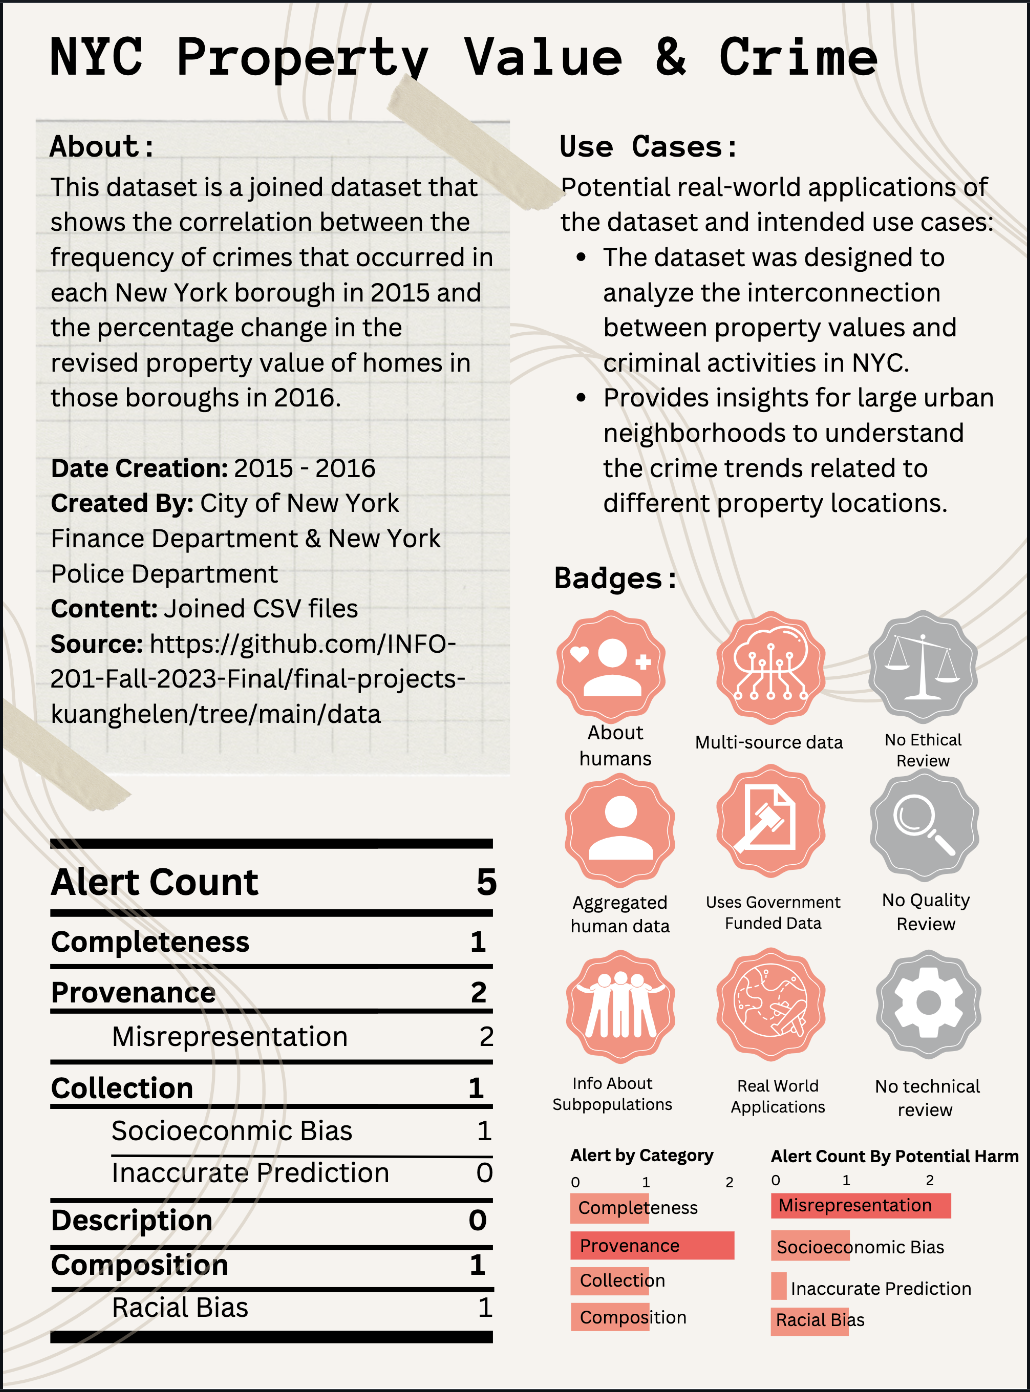 NYC Property Value & Crime
About:
This dataset is a joined dataset that
shows the correlation between the
frequency of crimes that occurred in
each New York borough in 2015 and
the percentage change in the
revised property value of homes in
those boroughs in 2016.
Date Creation: 2015 - 2016
Created By: City of New York
Finance Department & New York
Police Department
Content: Joined CSV files
Source: https://github.com/INFO-
201-Fall-2023-Final/final-projects-
kuanghelen/tree/main/data
Use Cases:
Potential real-world applications of
the dataset and intended use cases:
• The dataset was designed to
analyze the interconnection
between property values and
criminal activities in NYC.
• Provides insights for large urban
neighborhoods to understand
the crime trends related to
different property locations.
Badges:
About
humans
Multi-source data
No Ethical
Review
Aggregated
human data
Uses Government
Funded Data
No Quality
Review
Info About
Subpopulations
Real World
Applications
No technical
review
Alert Count 5
Completeness 1
Provenance 2
Misrepresentation 2
Collection 1
Socioeconmic Bias 1
Inaccurate Prediction 0
Description 0
Composition 1
Racial Bias 1
Alert by Category
0 1 2
Completeness
Provenance
Collection
Composition
Alert Count By Potential Harm
0 1 2
Misrepresentation
Socioeconomic Bias
Inaccurate Prediction
Racial Bias